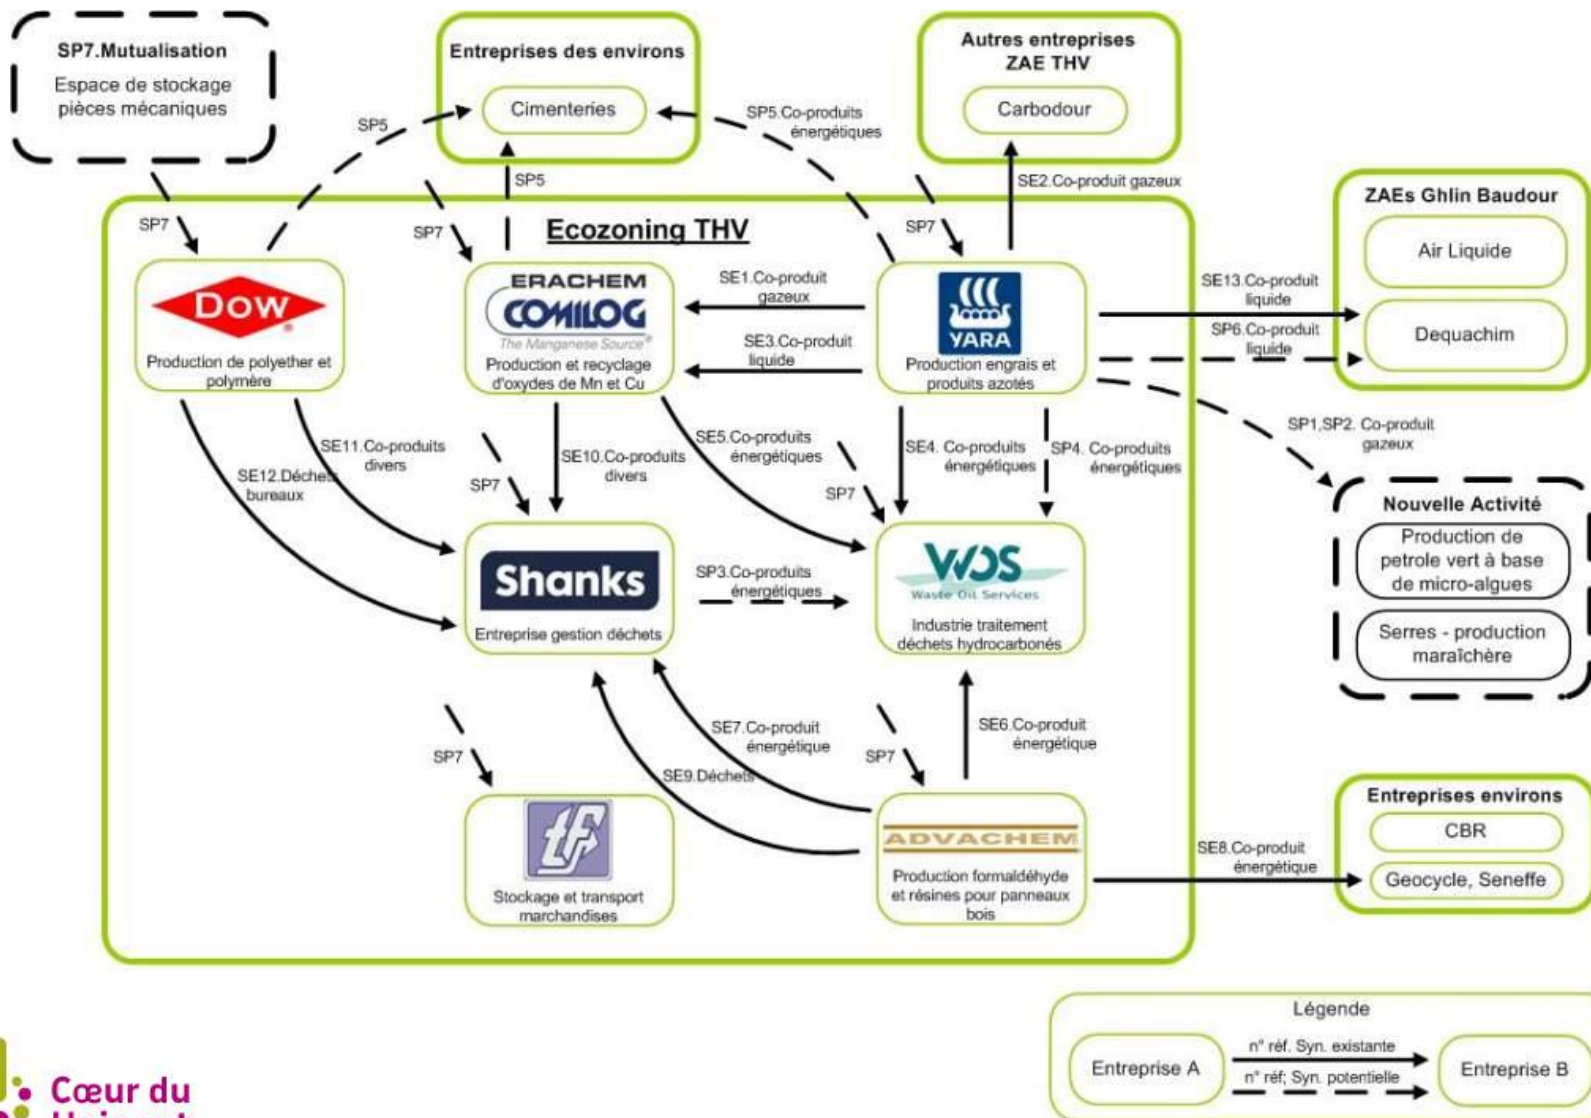 SP7.Mutualisation
Espace de stockage
pièces mécaniques
Entreprises des environs
Cimenteries
Autres entreprises
ZAE THV
Carbodour
SP5
SP5.Co-produits
énergétiques
SP5
SE2.Co-produit gazeux
SP7
SP7
SP7
Ecozoning THV
ZAEs Ghlin Baudour
Air Liquide
Dequachim
Dow
Production de polyether et
polymère
ERACHEM
COMILOG
The Manganese Source®
Production et recyclage
d'oxydes de Mn et Cu
SE1.Co-produit
gazeux
SE3.Co-produit
liquide
YARA
Production engrais et
produits azotés
SE13.Co-produit
liquide
SP6.Co-produit
liquide
SP1,SP2. Co-produit
gazeux
SE11.Co-produits
divers
SE12.Déchets
bureaux
SP7
SE10.Co-produits
divers
SE5.Co-produits
énergétiques
SP7
SE4. Co-produits
énergétiques
SP4. Co-produits
énergétiques
Nouvelle Activité
Production de
petrole vert à base
de micro-algues
Serres - production
maraîchère
Shanks
Entreprise gestion déchets
SP3.Co-produits
énergétiques
WOS
Waste Oil Services
Industrie traitement
déchets hydrocarbonés
SP7
SE7.Co-produit
énergétique
SE9.Déchets
SP7
SE6.Co-produit
énergétique
tf
Stockage et transport
marchandises
ADVACHEM
Production formaldéhyde
et résines pour panneaux
bois
SE8.Co-produit
énergétique
Entreprises environs
CBR
Geocycle, Seneffe
Légende
Entreprise A
n° réf. Syn. existante
n° réf; Syn. potentielle
Entreprise B
Cœur du